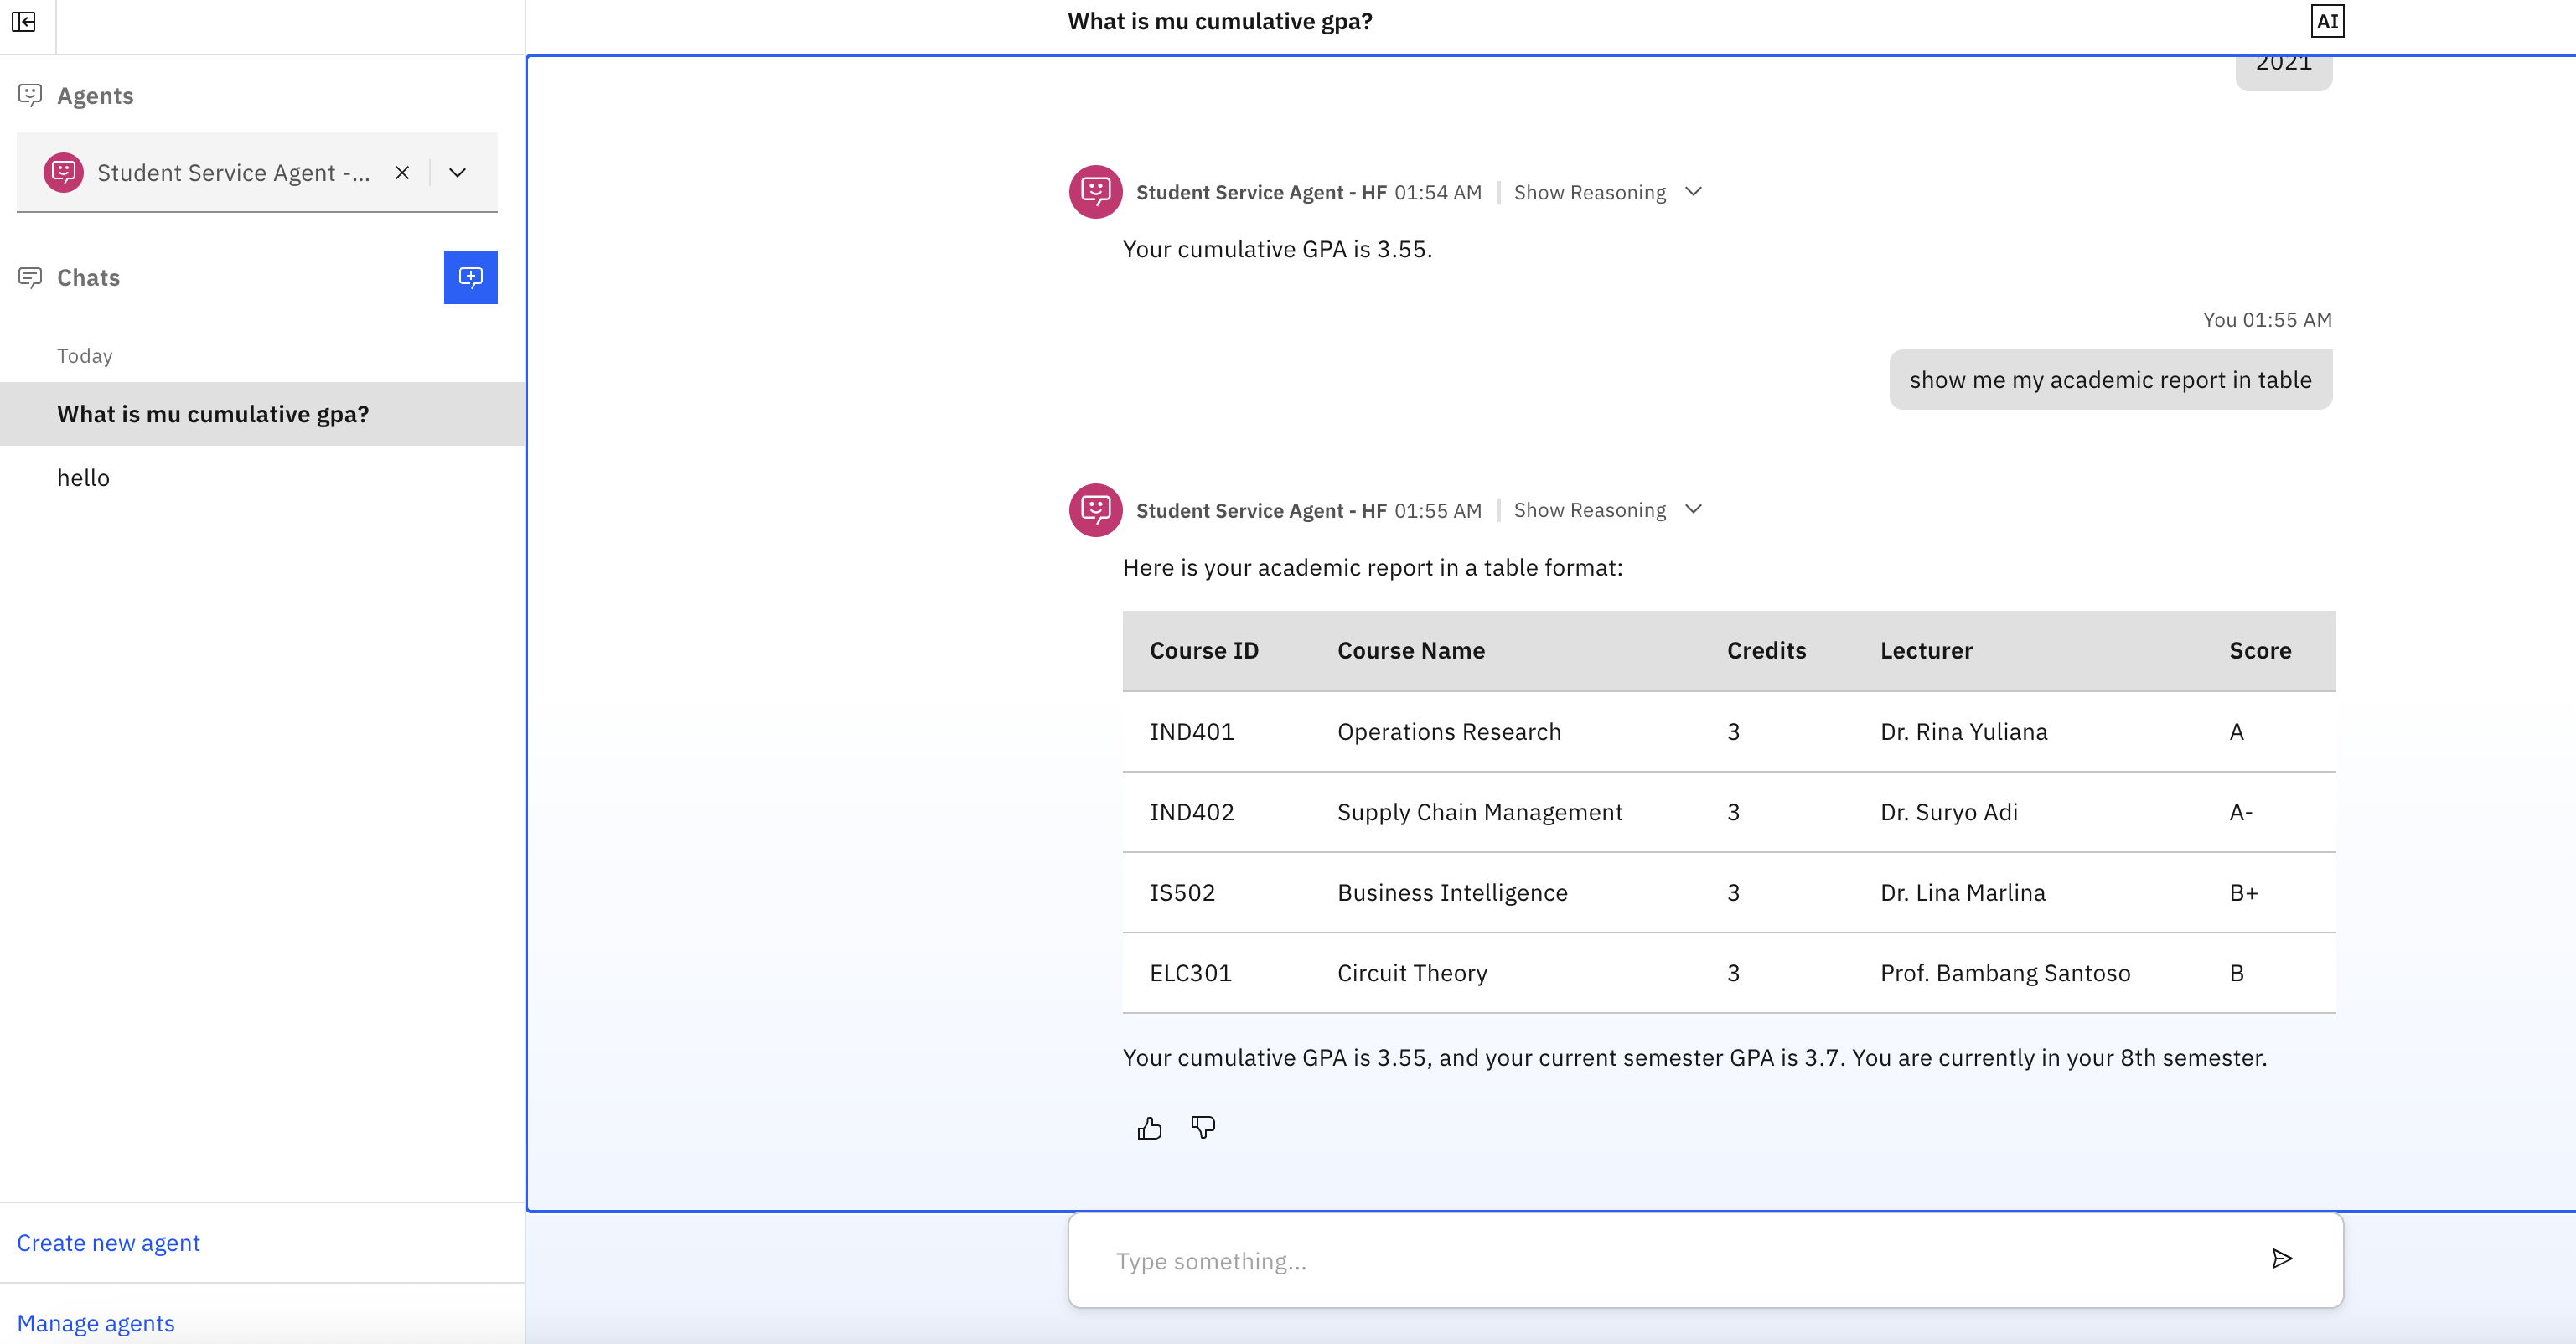 What is mu cumulative gpa?
AI
Agents
Student Service Agent -...
Chats
Today
What is mu cumulative gpa?
hello
Create new agent
Manage agents
2021
Student Service Agent - HF 01:54 AM | Show Reasoning
Your cumulative GPA is 3.55.
You 01:55 AM
show me my academic report in table
Student Service Agent - HF 01:55 AM | Show Reasoning
Here is your academic report in a table format:
Course ID Course Name Credits Lecturer Score
IND401 Operations Research 3 Dr. Rina Yuliana A
IND402 Supply Chain Management 3 Dr. Suryo Adi A-
IS502 Business Intelligence 3 Dr. Lina Marlina B+
ELC301 Circuit Theory 3 Prof. Bambang Santoso B
Your cumulative GPA is 3.55, and your current semester GPA is 3.7. You are currently in your 8th semester.
Type something...